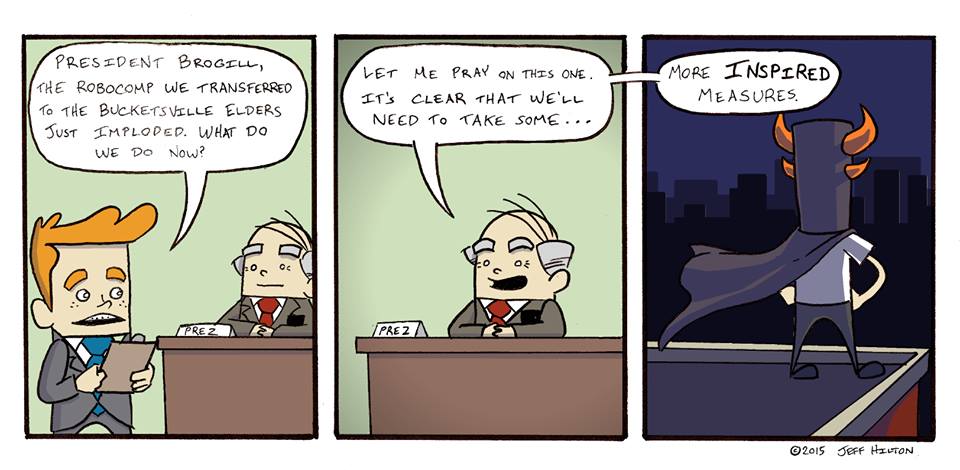 PRESIDENT BROGILL,
THE ROBOCOMP WE TRANSFERRED
TO THE BUCKETSVILLE ELDERS
JUST IMPLODED. WHAT DO
WE DO NOW?
PREZ
LET ME PRAY ON THIS ONE.
IT'S CLEAR THAT WE'LL
NEED TO TAKE SOME...
PREZ
MORE INSPIRED
MEASURES.
©2015 JEFF HILTON